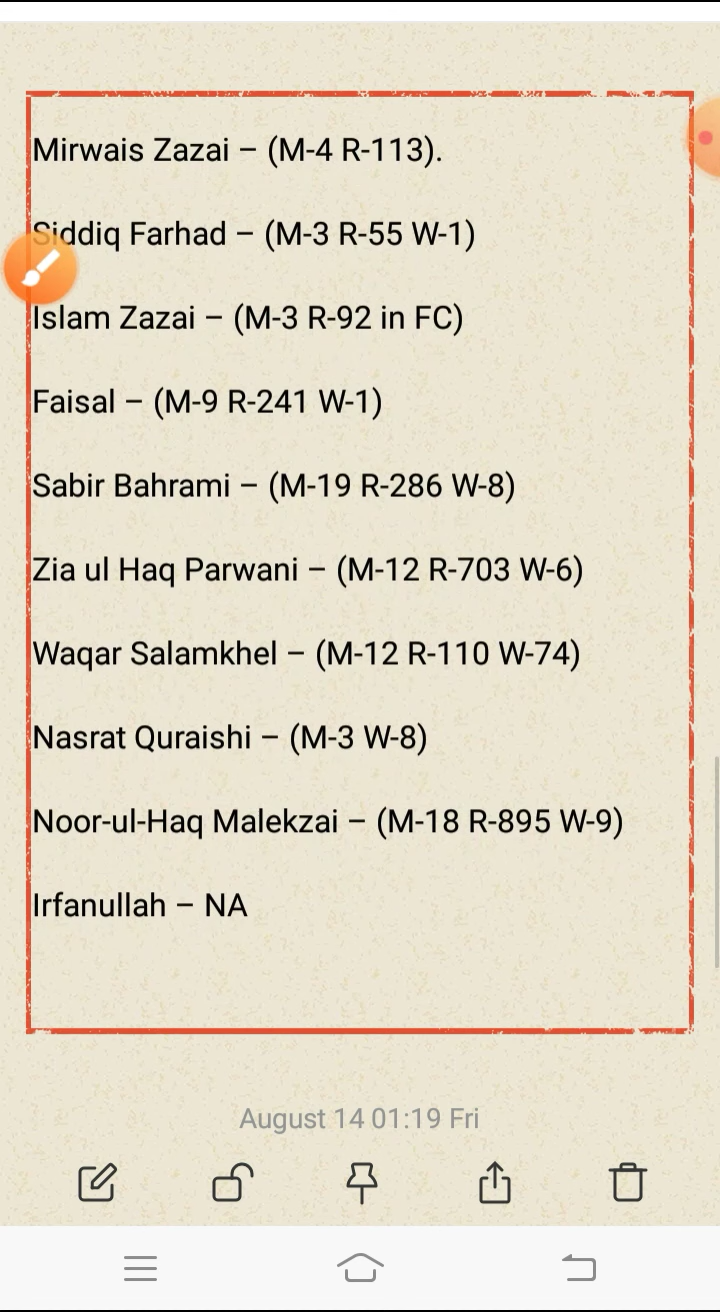 Mirwais Zazai – (M-4 R-113).
Siddiq Farhad – (M-3 R-55 W-1)
Islam Zazai – (M-3 R-92 in FC)
Faisal – (M-9 R-241 W-1)
Sabir Bahrami – (M-19 R-286 W-8)
Zia ul Haq Parwani – (M-12 R-703 W-6)
Waqar Salamkhel – (M-12 R-110 W-74)
Nasrat Quraishi – (M-3 W-8)
Noor-ul-Haq Malekzai – (M-18 R-895 W-9)
Irfanullah – NA
August 14 01:19 Fri